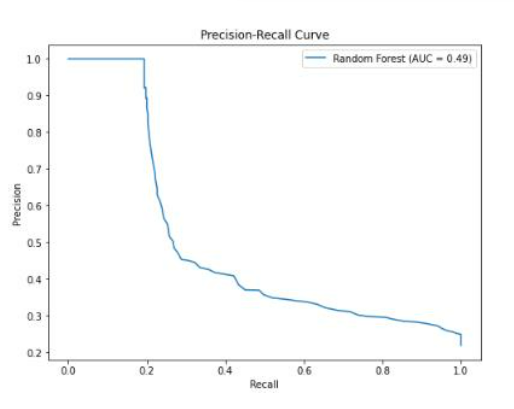 Precision-Recall Curve
Random Forest (AUC = 0.49)
1.0
0.9
0.8
0.7
0.6
0.5
0.4
0.3
0.2
Precision
0.0 0.2 0.4 0.6 0.8 1.0
Recall